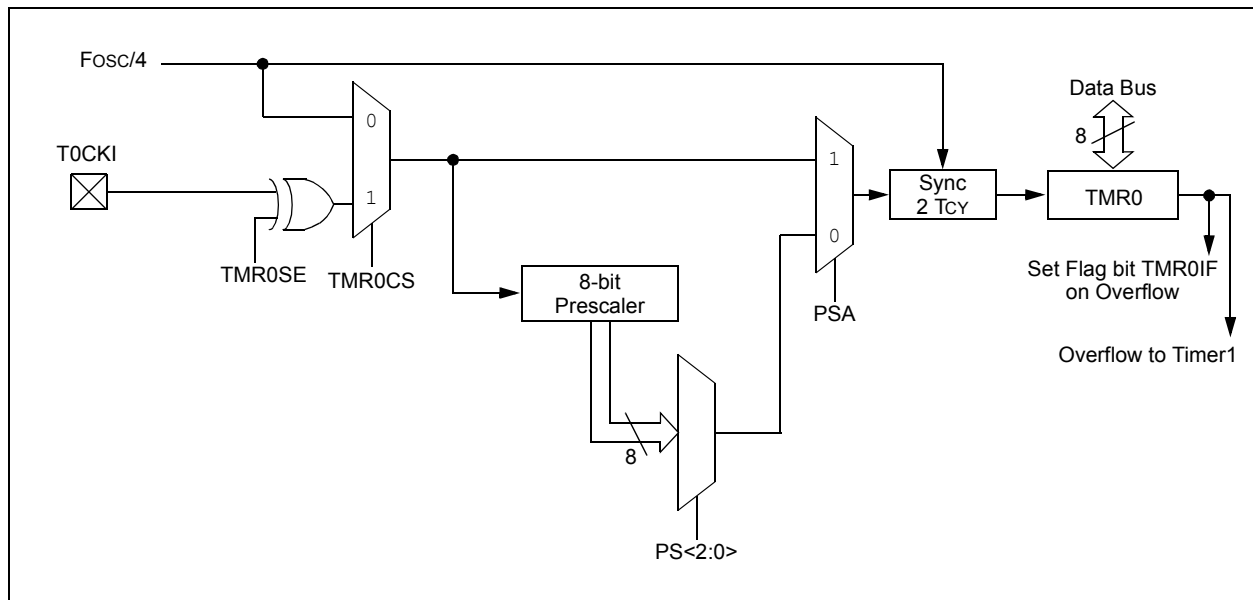 FOSC/4
Data Bus
0
8
T0CKI
1
1
Sync
2 TCY
TMR0
0
TMR0SE
TMR0CS
8-bit
Prescaler
Set Flag bit TMR0IF
on Overflow
PSA
Overflow to Timer1
8
PS<2:0>